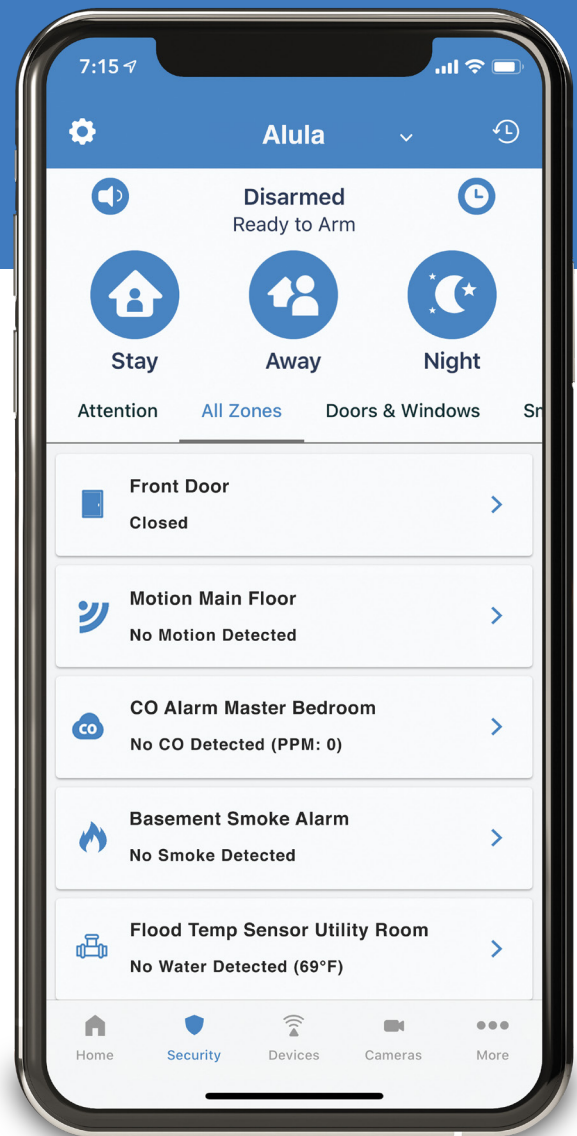 7:15
Alula
Disarmed
Ready to Arm
Stay
Away
Night
Attention
All Zones
Doors & Windows
Front Door
Closed
Motion Main Floor
No Motion Detected
CO
CO Alarm Master Bedroom
No CO Detected (PPM: 0)
Basement Smoke Alarm
No Smoke Detected
Flood Temp Sensor Utility Room
No Water Detected (69°F)
Home
Security
Devices
Cameras
More